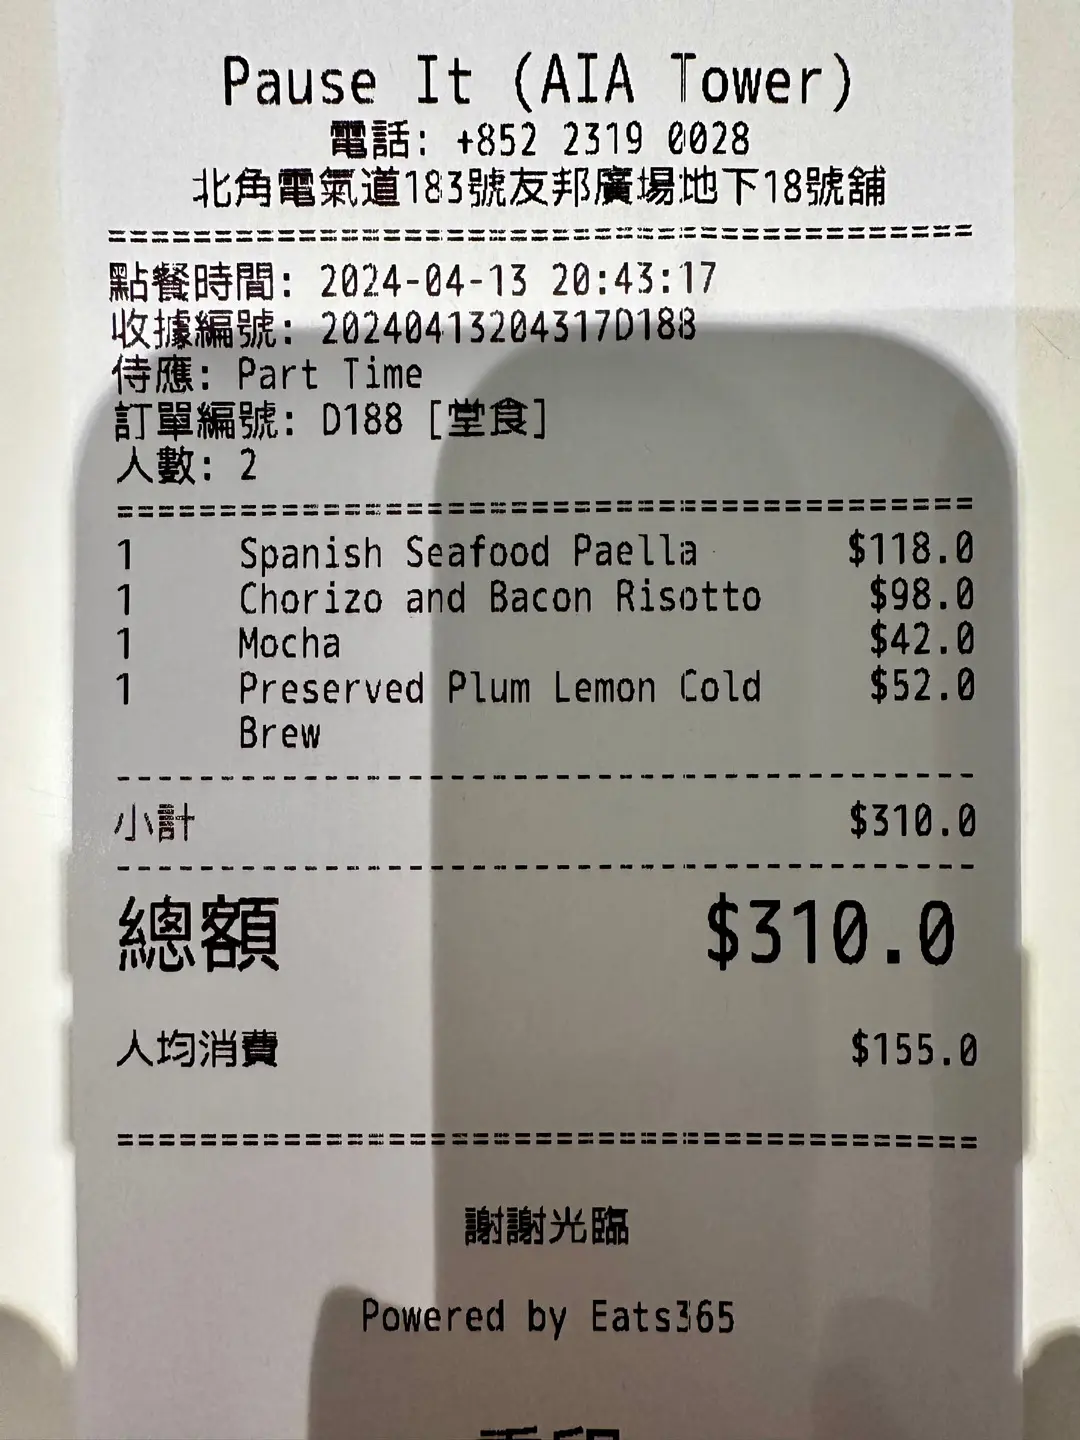 Pause It (AIA Tower)
電話: +852 2319 0028
北角電氣道183號友邦廣場地下18號舖
=========================================
點餐時間: 2024-04-13 20:43:17
收據編號: 20240413204317D188
侍應: Part Time
訂單編號: D188 [堂食]
人數: 2
=========================================
1 Spanish Seafood Paella $118.0
1 Chorizo and Bacon Risotto $98.0
1 Mocha $42.0
1 Preserved Plum Lemon Cold $52.0
Brew
-----------------------------------------
小計 $310.0
-----------------------------------------
總額 $310.0
人均消費 $155.0
=========================================
謝謝光臨
Powered by Eats365